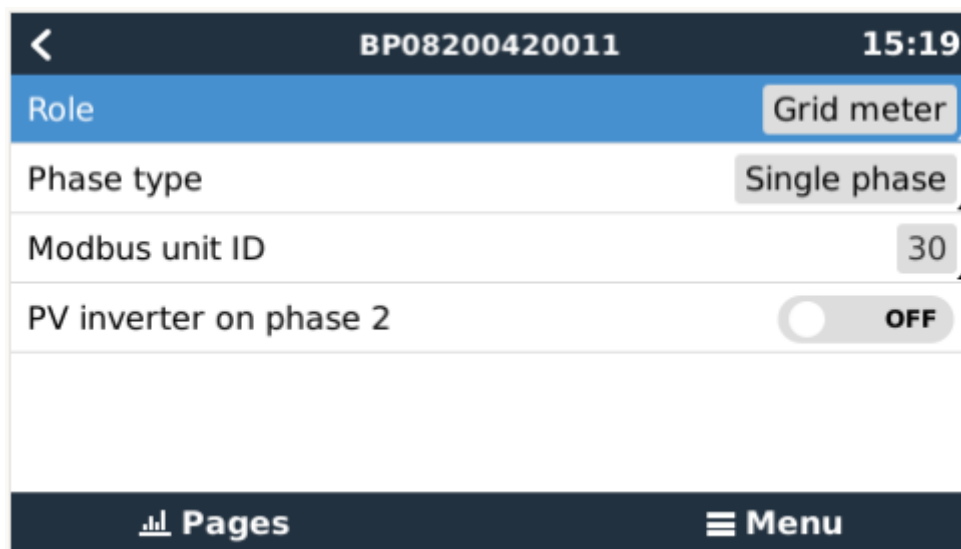 BP08200420011 15:19
Role Grid meter
Phase type Single phase
Modbus unit ID 30
PV inverter on phase 2 OFF
Pages Menu